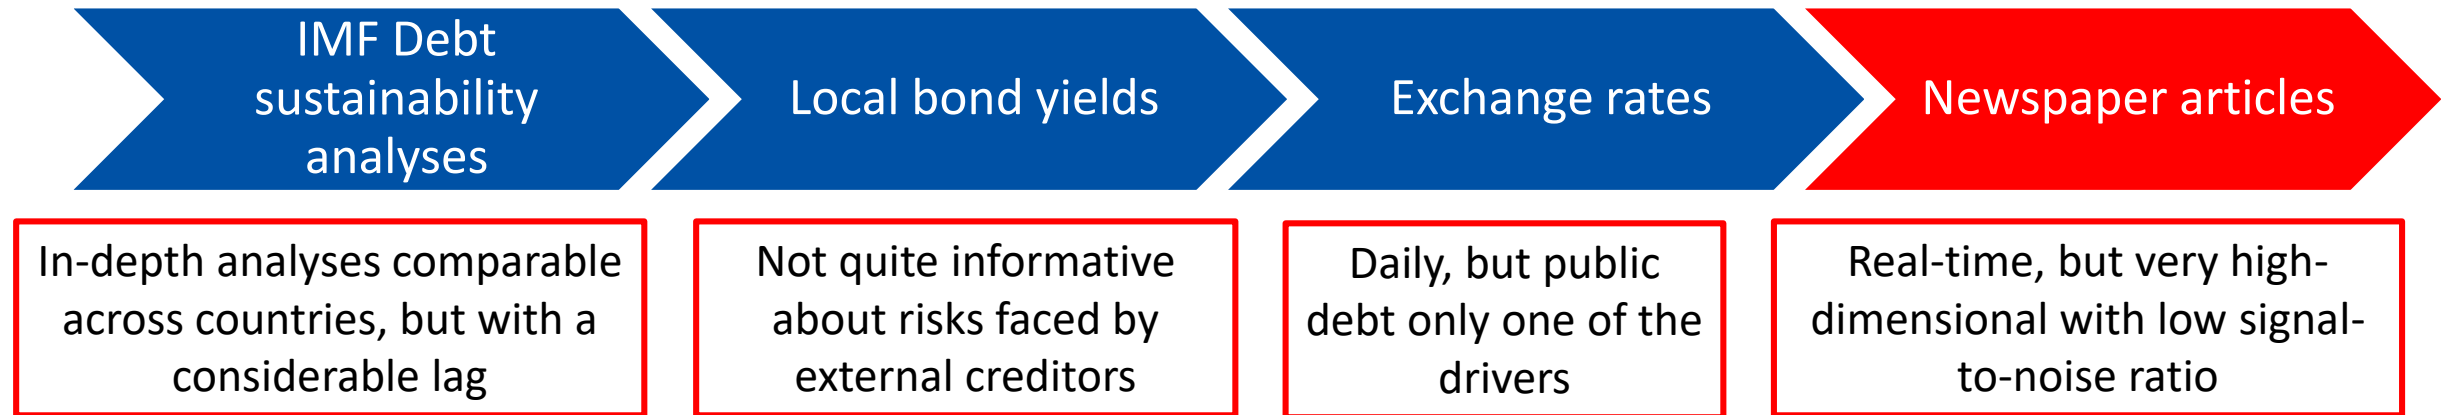 IMF Debt
sustainability
analyses
Local bond yields
Exchange rates
Newspaper articles
In-depth analyses comparable
across countries, but with a
considerable lag
Not quite informative
about risks faced by
external creditors
Daily, but public
debt only one of the
drivers
Real-time, but very high-
dimensional with low signal-
to-noise ratio